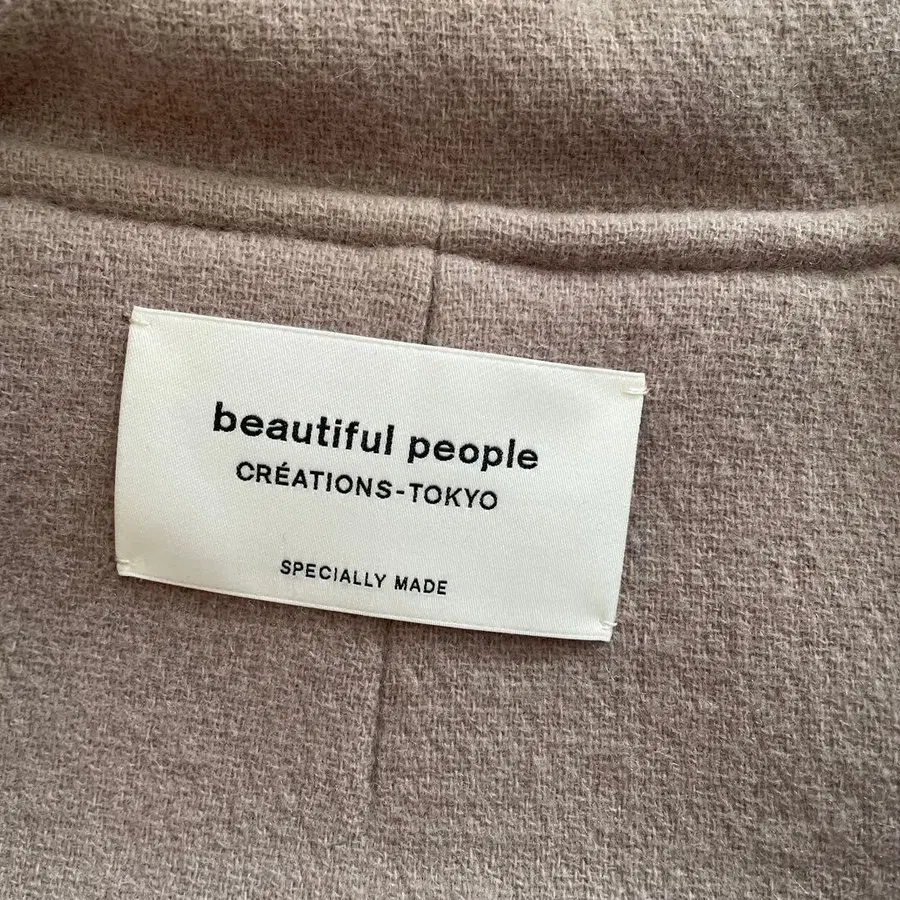 beautiful people
CRÉATIONS-TOKYO
SPECIALLY MADE